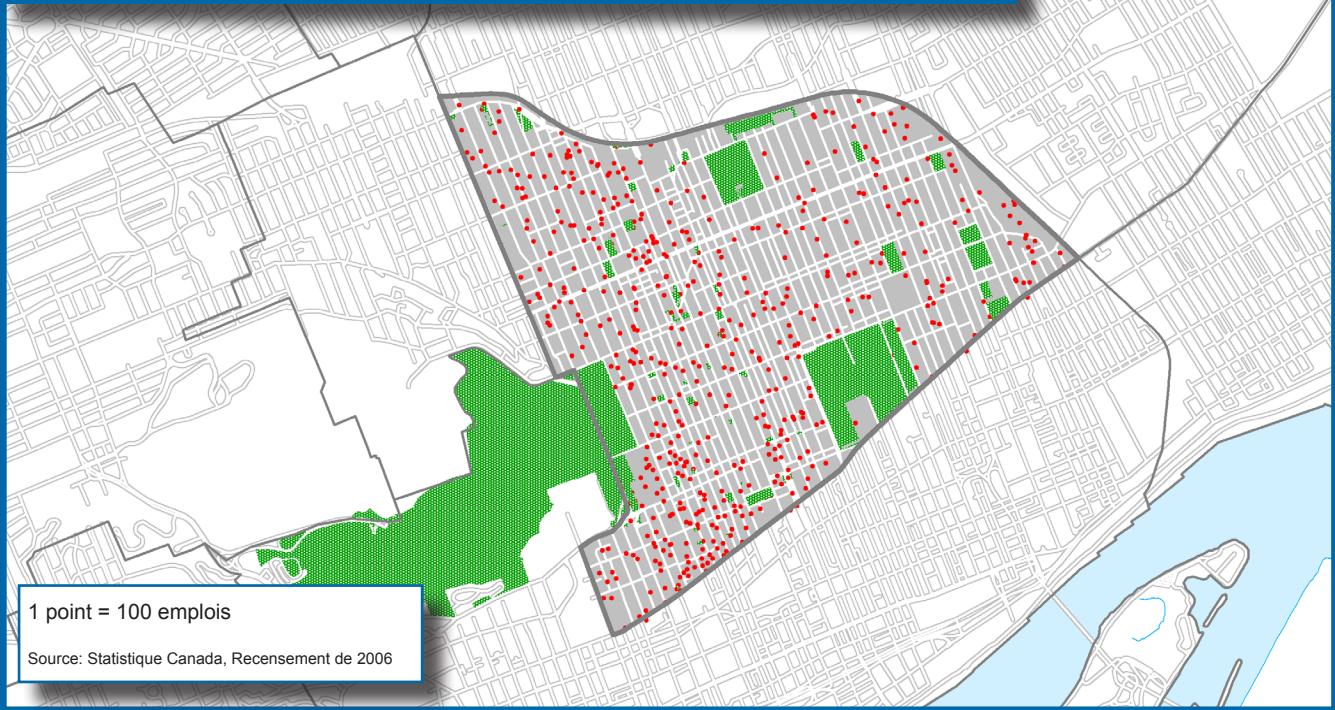 1 point = 100 emplois
Source: Statistique Canada, Recensement de 2006